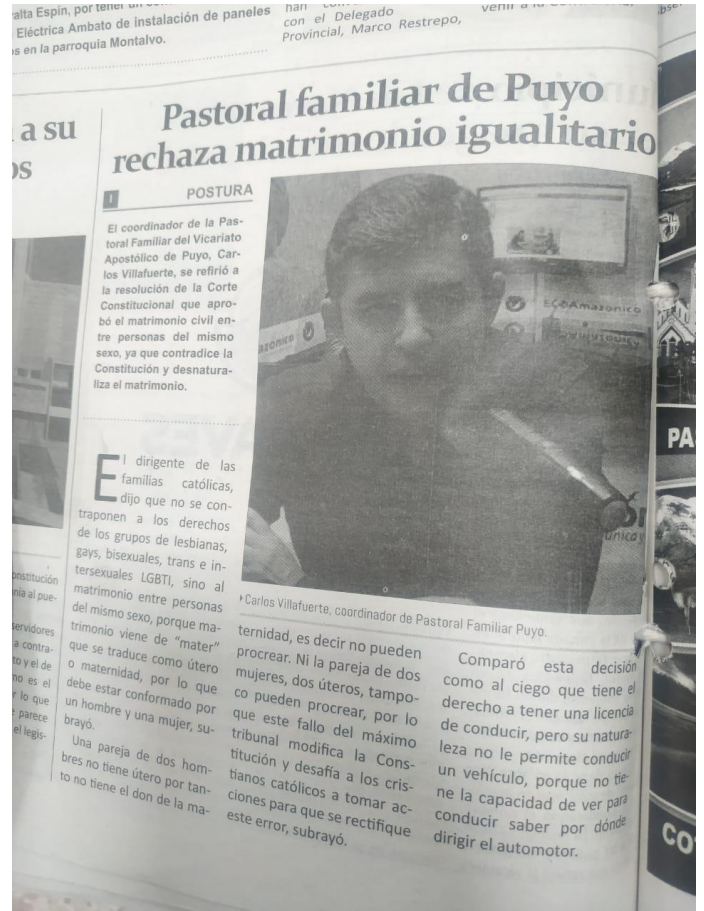 Espín, por tener
Eléctrica Ambato de instalación de paneles
en la parroquia Montalvo.
con el Delegado
Provincial, Marco Restrepo,
a su
Pastoral familiar de Puyo
rechaza matrimonio igualitario
POSTURA
El coordinador de la Pas-
toral Familiar del Vicariato
Apostólico de Puyo, Car-
los Villafuerte, se refirió a
la resolución de la Corte
Constitucional que apro-
bó el matrimonio civil en-
tre personas del mismo
sexo, ya que contradice la
Constitución y desnatura-
liza el matrimonio.
El dirigente de las
familias católicas,
dijo que no se con-
traponen a los derechos
de los grupos de lesbianas,
gays, bisexuales, trans e in-
tersexuales LGBTI, sino al
matrimonio entre personas
del mismo sexo, porque ma-
trimonio viene de “mater”
que se traduce como útero
o maternidad, por lo que
debe estar conformado por
un hombre y una mujer, su-
brayó.
Una pareja de dos hom-
bres no tiene útero por tan-
to no tiene el don de la ma-
ECOAmazonico
Carlos Villafuerte, coordinador de Pastoral Familiar Puyo.
ternidad, es decir no pueden
procrear. Ni la pareja de dos
mujeres, dos úteros, tampo-
co pueden procrear, por lo
que este fallo del máximo
tribunal modifica la Cons-
titución y desafía a los cris-
tianos católicos a tomar ac-
ciones para que se rectifique
este error, subrayó.
Comparó esta decisión
como al ciego que tiene el
derecho a tener una licencia
de conducir, pero su natura-
leza no le permite conducir
un vehículo, porque no tie-
ne la capacidad de ver para
conducir saber por dónde
dirigir el automotor.
PA
CO